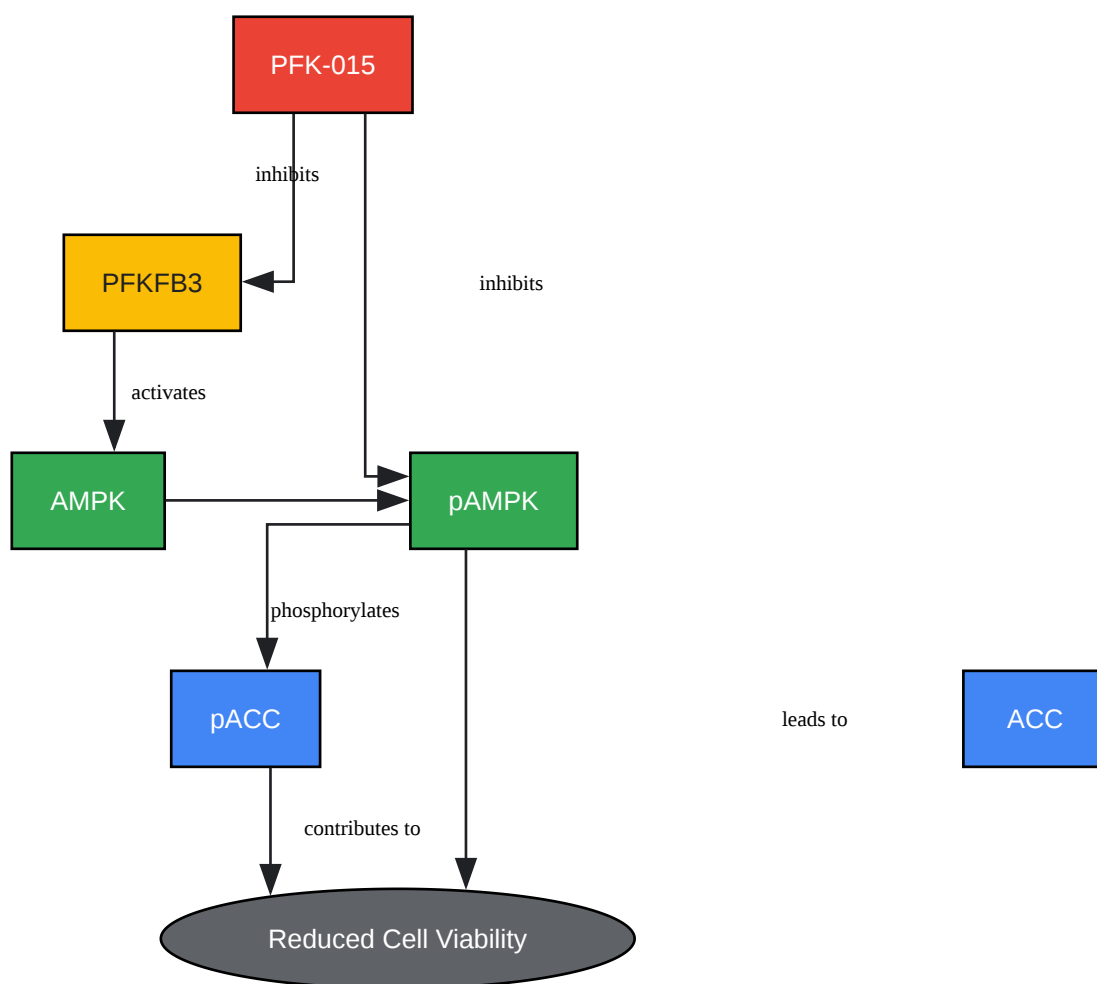 PFK-015
inhibits
PFKFB3
inhibits
activates
AMPK
pAMPK
phosphorylates
pACC
leads to
ACC
contributes to
Reduced Cell Viability